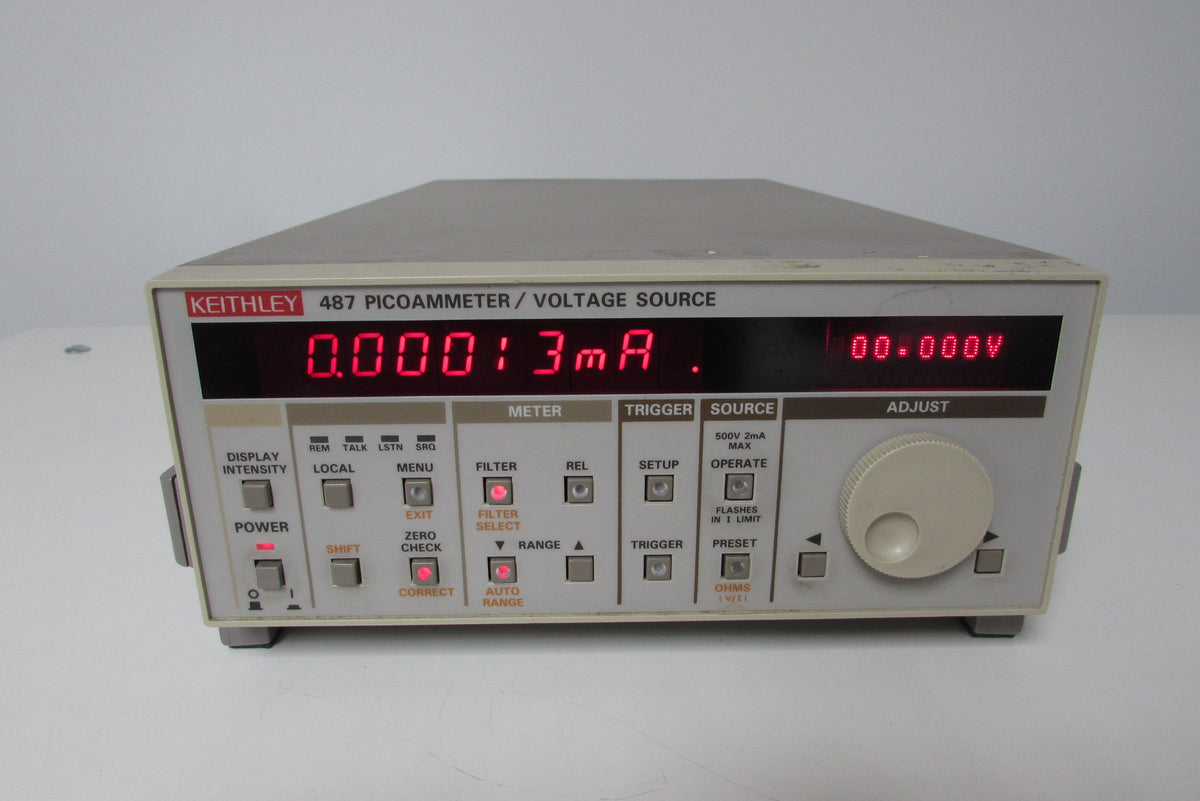 KEITHLEY 487 PICOAMMETER / VOLTAGE SOURCE
0.00013mA . 00.000V
METER TRIGGER SOURCE ADJUST
REM TALK LSTN SRQ
500V 2mA
MAX
DISPLAY
INTENSITY
LOCAL MENU FILTER REL SETUP OPERATE
EXIT
FILTER
SELECT
FLASHES
IN I LIMIT
POWER
SHIFT
ZERO
CHECK
▼ RANGE ▲
TRIGGER PRESET
◀ ▶
CORRECT
AUTO
RANGE
OHMS
(V/I)
O I